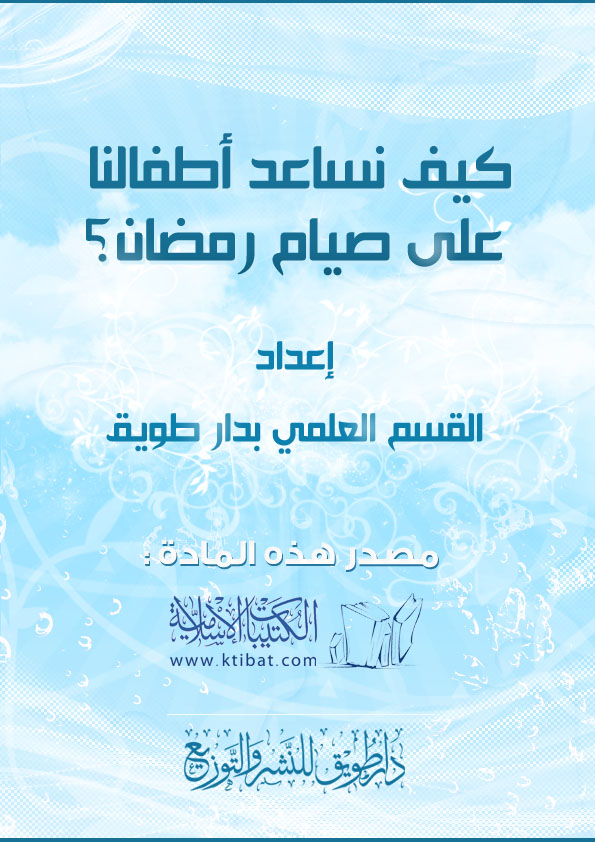 كيف نساعد أطفالنا
على صيام رمضان؟
إعداد
القسم العلمي بدار طويق
مصدر هذه المادة :
الكتيبات الإسلامية
www.ktibat.com
دار طويق للنشر والتوزيع